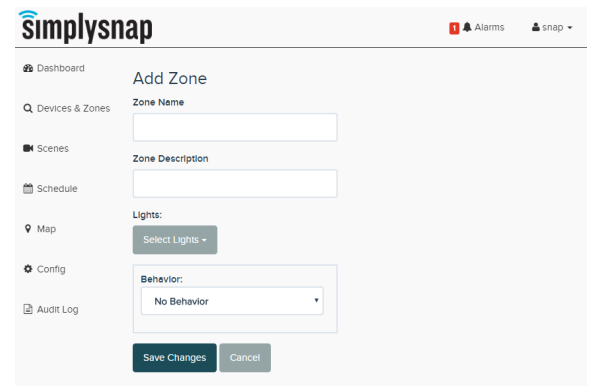 simplysnap
1 Alarms
snap
Dashboard
Devices & Zones
Scenes
Schedule
Map
Config
Audit Log
Add Zone
Zone Name
Zone Description
Lights:
Select Lights
Behavior:
No Behavior
Save Changes
Cancel